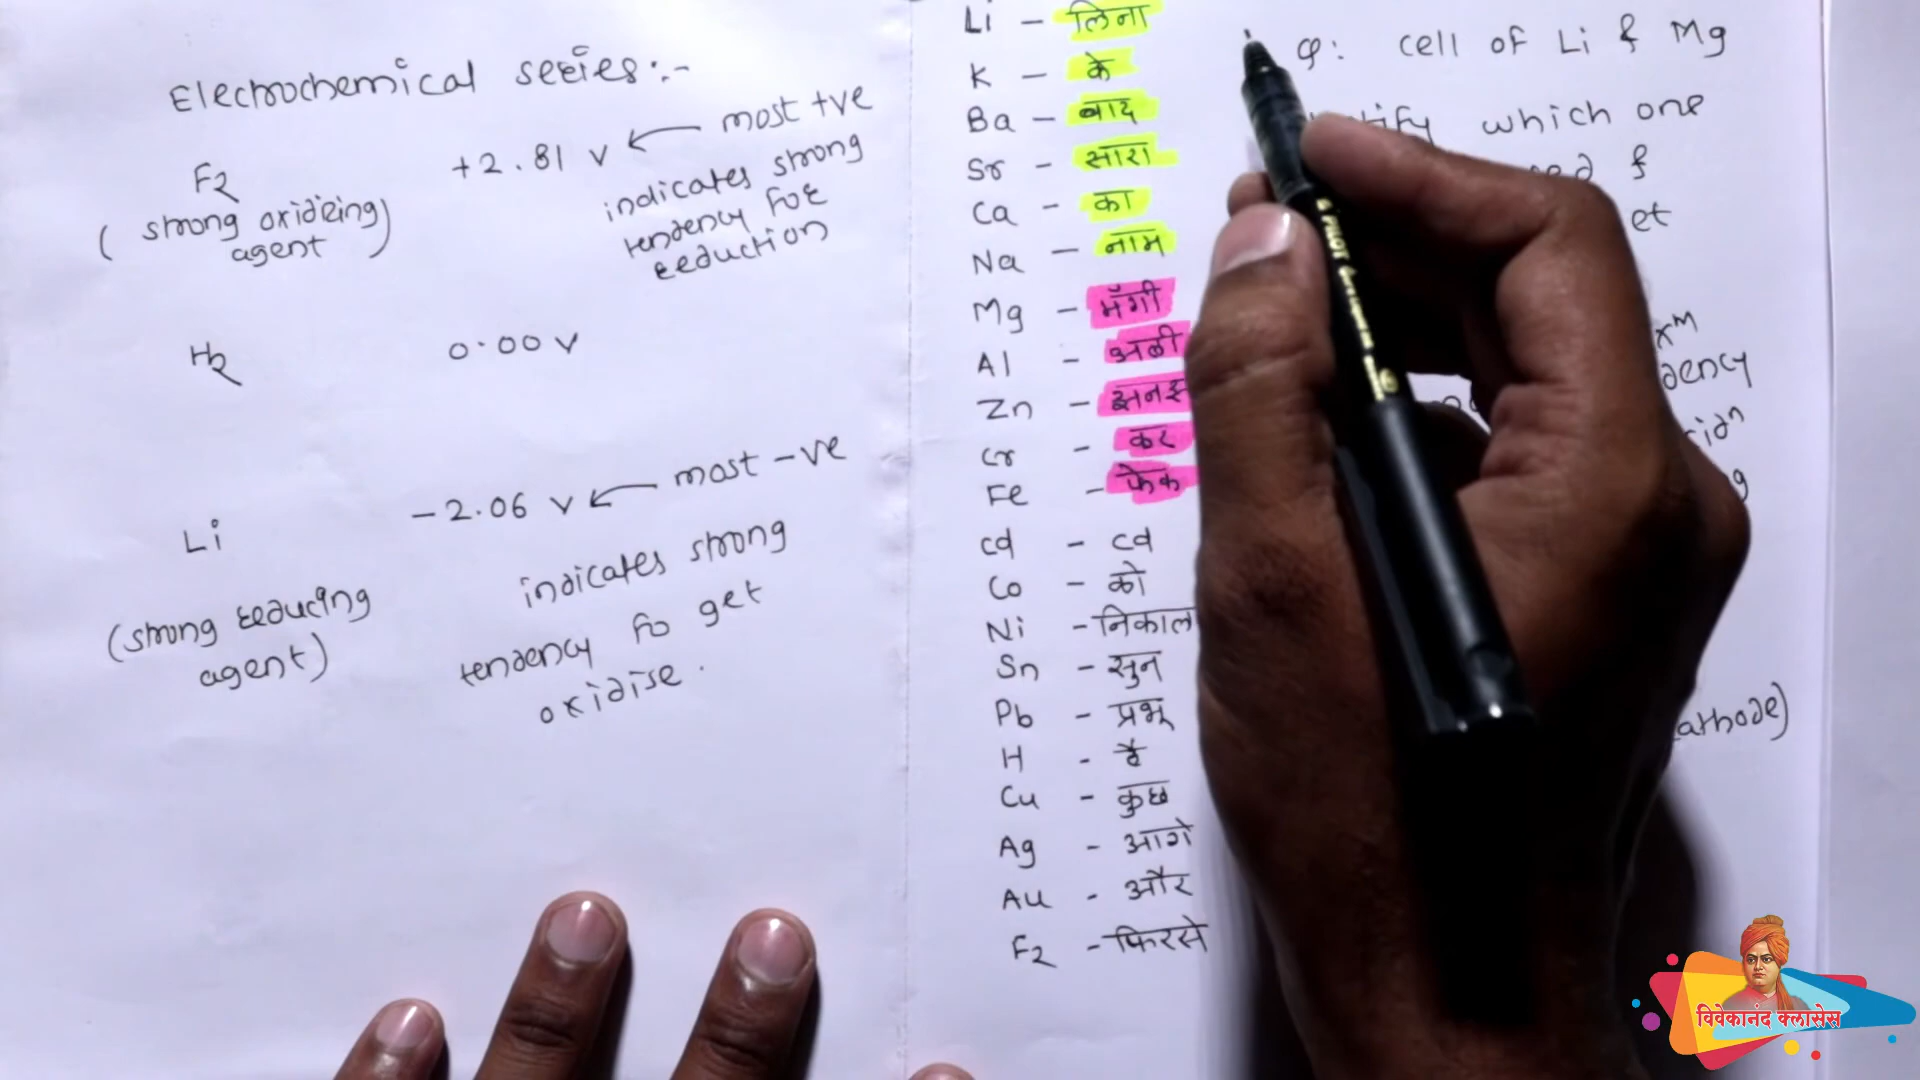 Electrochemical series:-
F2 +2.81 V ← most +ve
(strong oxidizing agent)
indicates strong
tendency for
reduction
H2 0.00 V
Li -2.06 V ← most -ve
(strong reducing
agent)
indicates strong
tendency fo get
oxidise.
Li - लिना
K - के
Ba - बाद
Sr - सारा
Ca - का
Na - नाम
Mg - मॅगी
Al - अली
Zn -
Cr - कर
Fe - फेक
Cd - Cd
Co - को
Ni - निकाल
Sn - सुन
Pb - प्रभू
H - है
Cu - कुछ
Ag - आगे
Au - और
F2 - फिरसे
Q: cell of Li & Mg
which one
&
et
PILOT
विवेकानंद क्लासेस